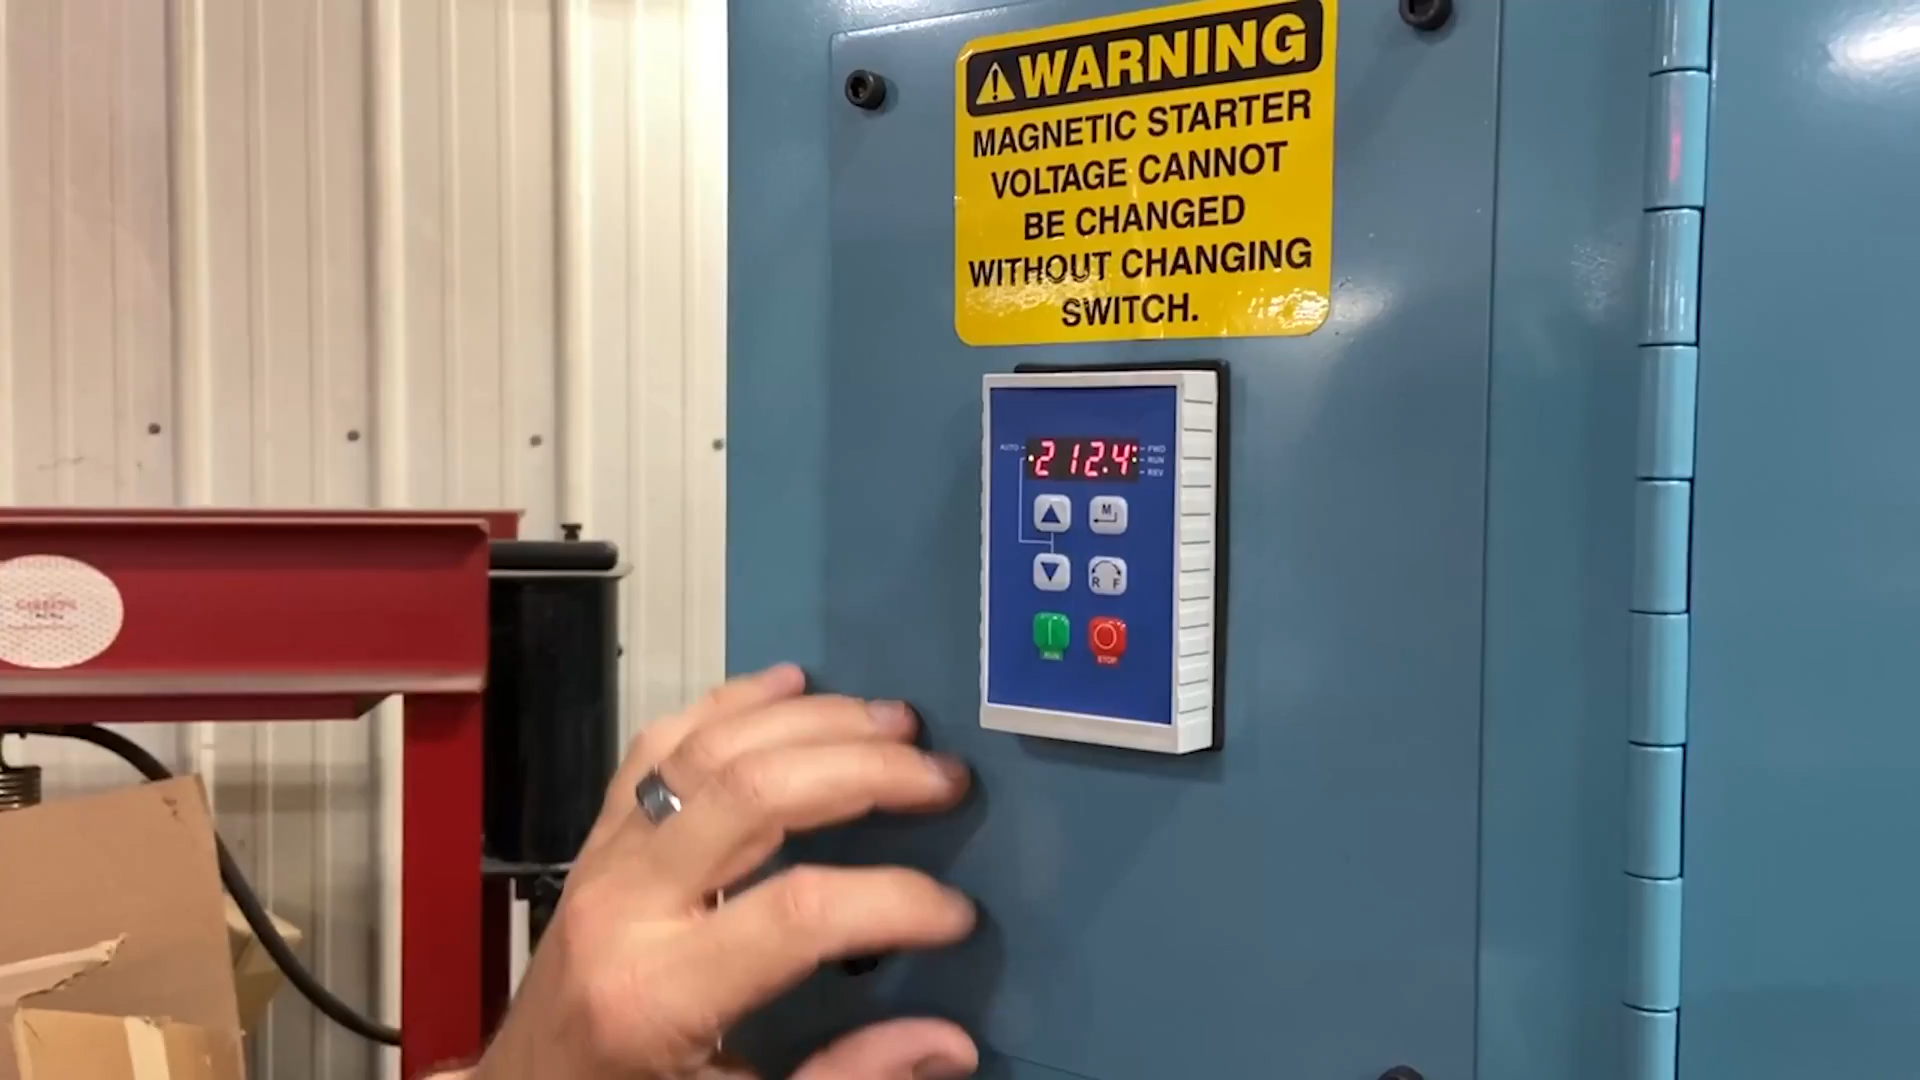 ⚠WARNING
MAGNETIC STARTER
VOLTAGE CANNOT
BE CHANGED
WITHOUT CHANGING
SWITCH.
AUTO
212.4
FWD
RUN
REV
M
R F
RUN
STOP